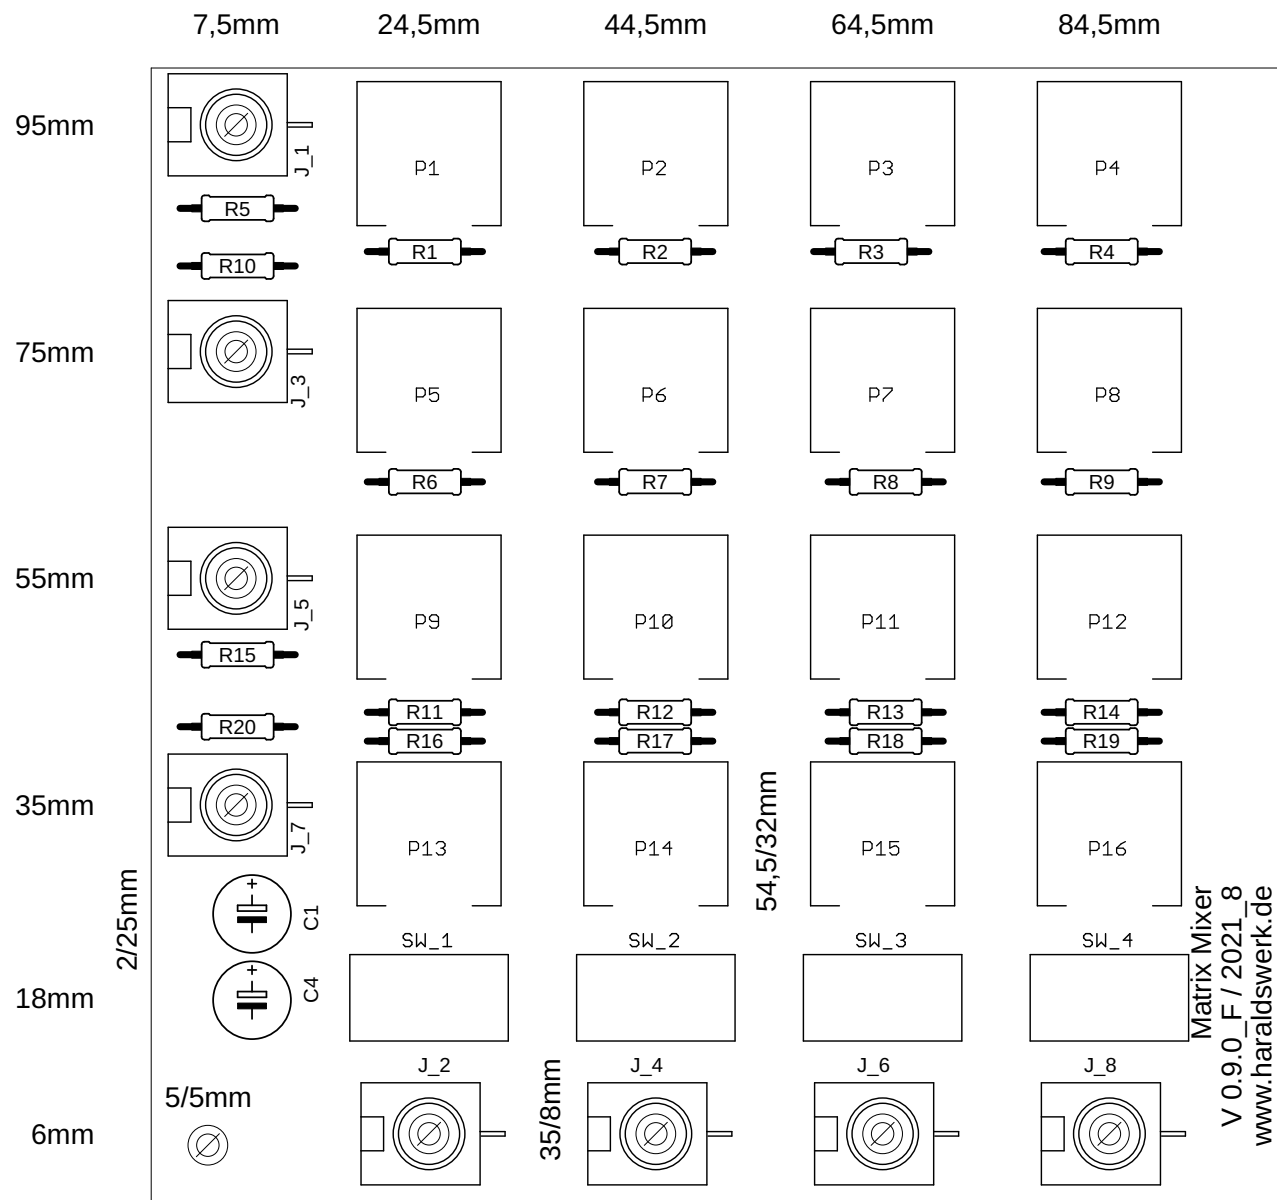 7,5mm 24,5mm 44,5mm 64,5mm 84,5mm
95mm
J_1
P1 P2 P3 P4
R5
R1 R2 R3 R4
R10
75mm
J_3
P5 P6 P7 P8
R6 R7 R8 R9
55mm
J_5
P9 P10 P11 P12
R15
R11 R12 R13 R14
R20
R16 R17 R18 R19
35mm
J_7
P13 P14 P15 P16
54,5/32mm
2/25mm
+
C1
SW_1 SW_2 SW_3 SW_4
+
C4
18mm
Matrix Mixer
V 0.9.0_F / 2021_8
www.haraldswerk.de
J_2 J_4 J_6 J_8
5/5mm
35/8mm
6mm